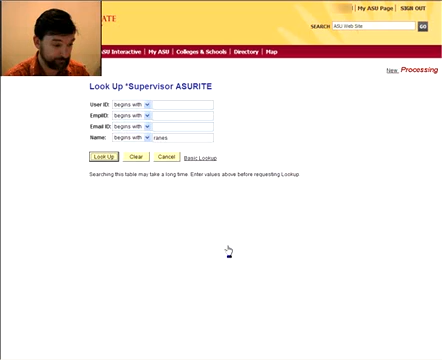 My ASU Page | SIGN OUT
ATE
SEARCH ASU Web Site GO
ASU Interactive | My ASU | Colleges & Schools | Directory | Map
New Processing
Look Up *Supervisor ASURITE
User ID: begins with
EmplID: begins with
Email ID: begins with
Name: begins with ranes
Look Up Clear Cancel Basic Lookup
Searching this table may take a long time. Enter values above before requesting Lookup